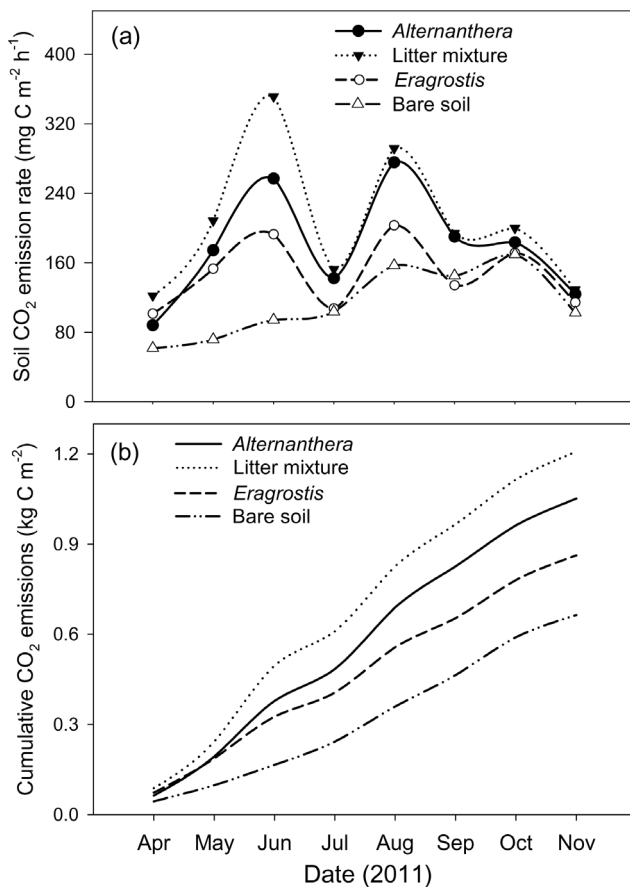 (a)
Alternanthera
Litter mixture
Eragrostis
Bare soil
Soil CO₂ emission rate (mg C m⁻² h⁻¹)
400
320
240
160
80
0
(b)
Alternanthera
Litter mixture
Eragrostis
Bare soil
Cumulative CO₂ emissions (kg C m⁻²)
1.2
0.9
0.6
0.3
0.0
Apr May Jun Jul Aug Sep Oct Nov
Date (2011)